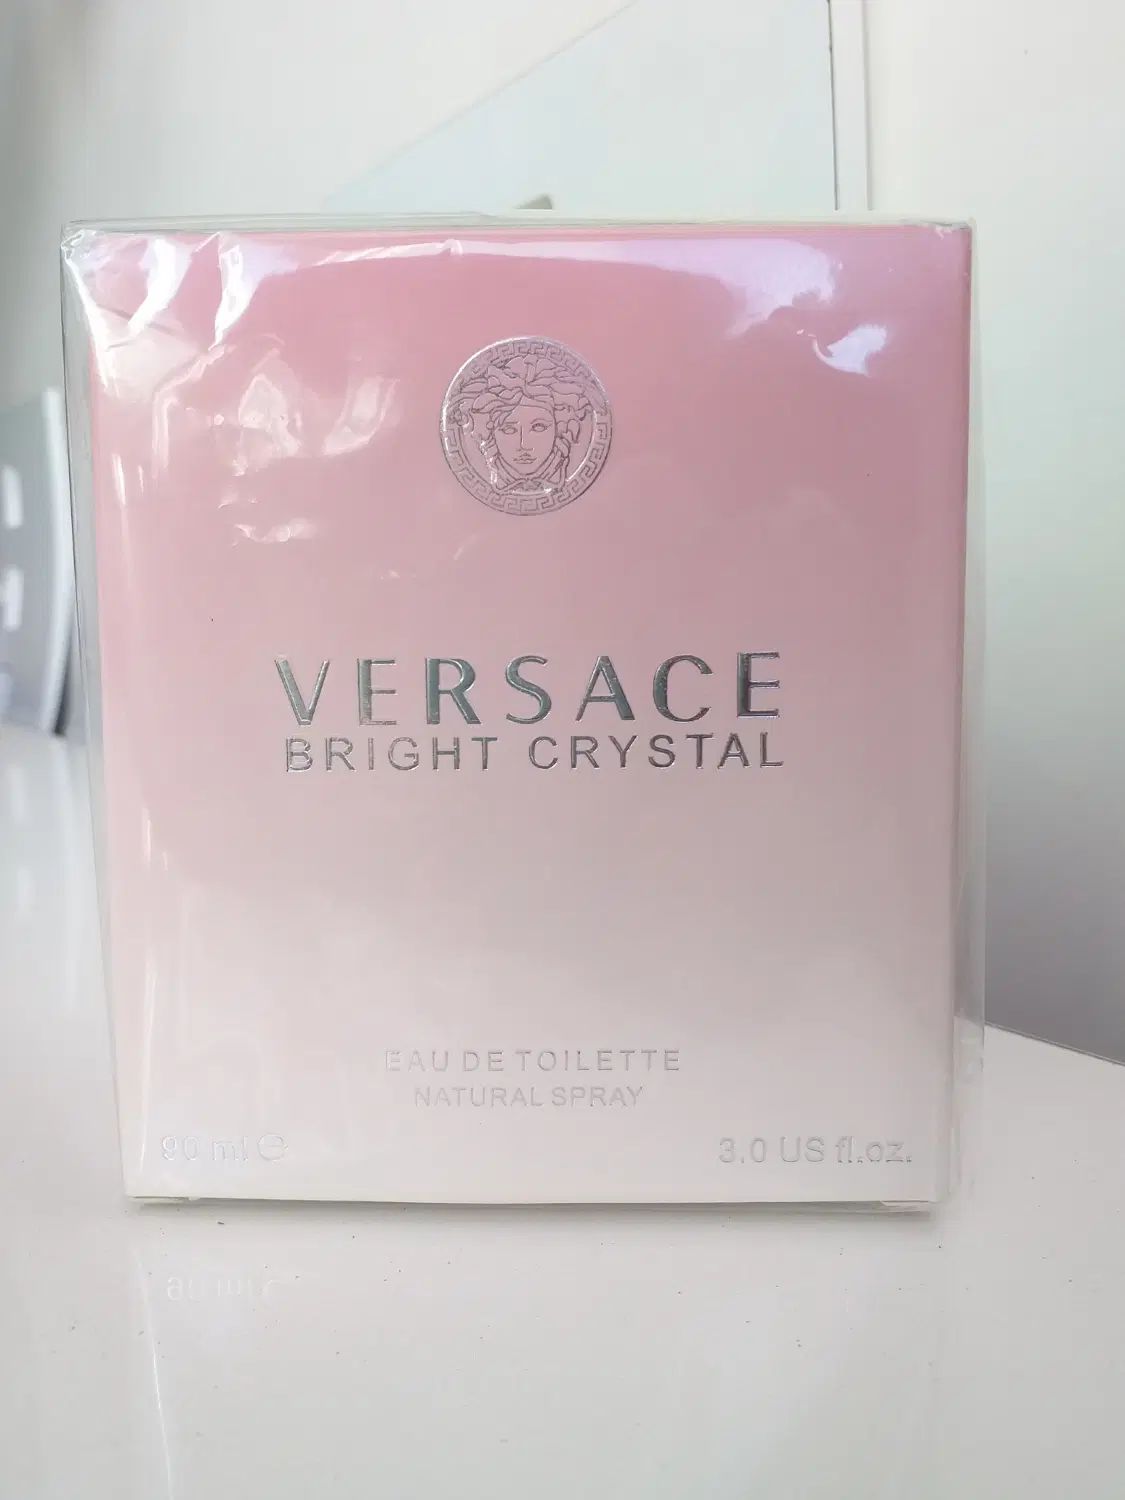 VERSACE
BRIGHT CRYSTAL
EAU DE TOILETTE
NATURAL SPRAY
90 ml ℮
3.0 US fl.oz.